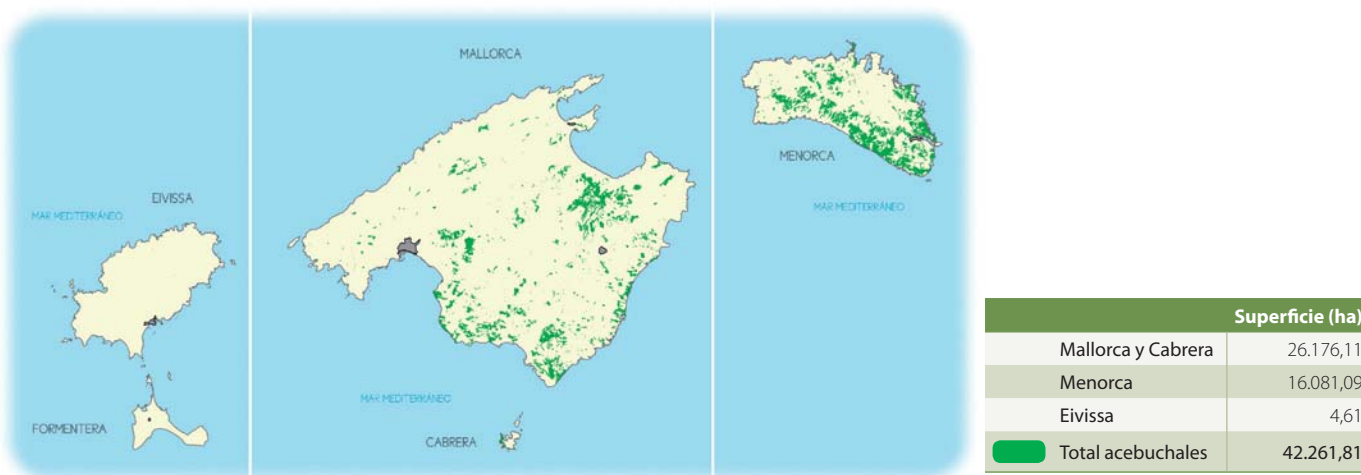 MALLORCA
MENORCA
EIVISSA
MAR MEDITERRÁNEO
MAR MEDITERRÁNEO
MAR MEDITERRÁNEO
FORMENTERA
CABRERA
Superficie (ha)
Mallorca y Cabrera 26.176,11
Menorca 16.081,09
Eivissa 4,61
Total acebuchales 42.261,81